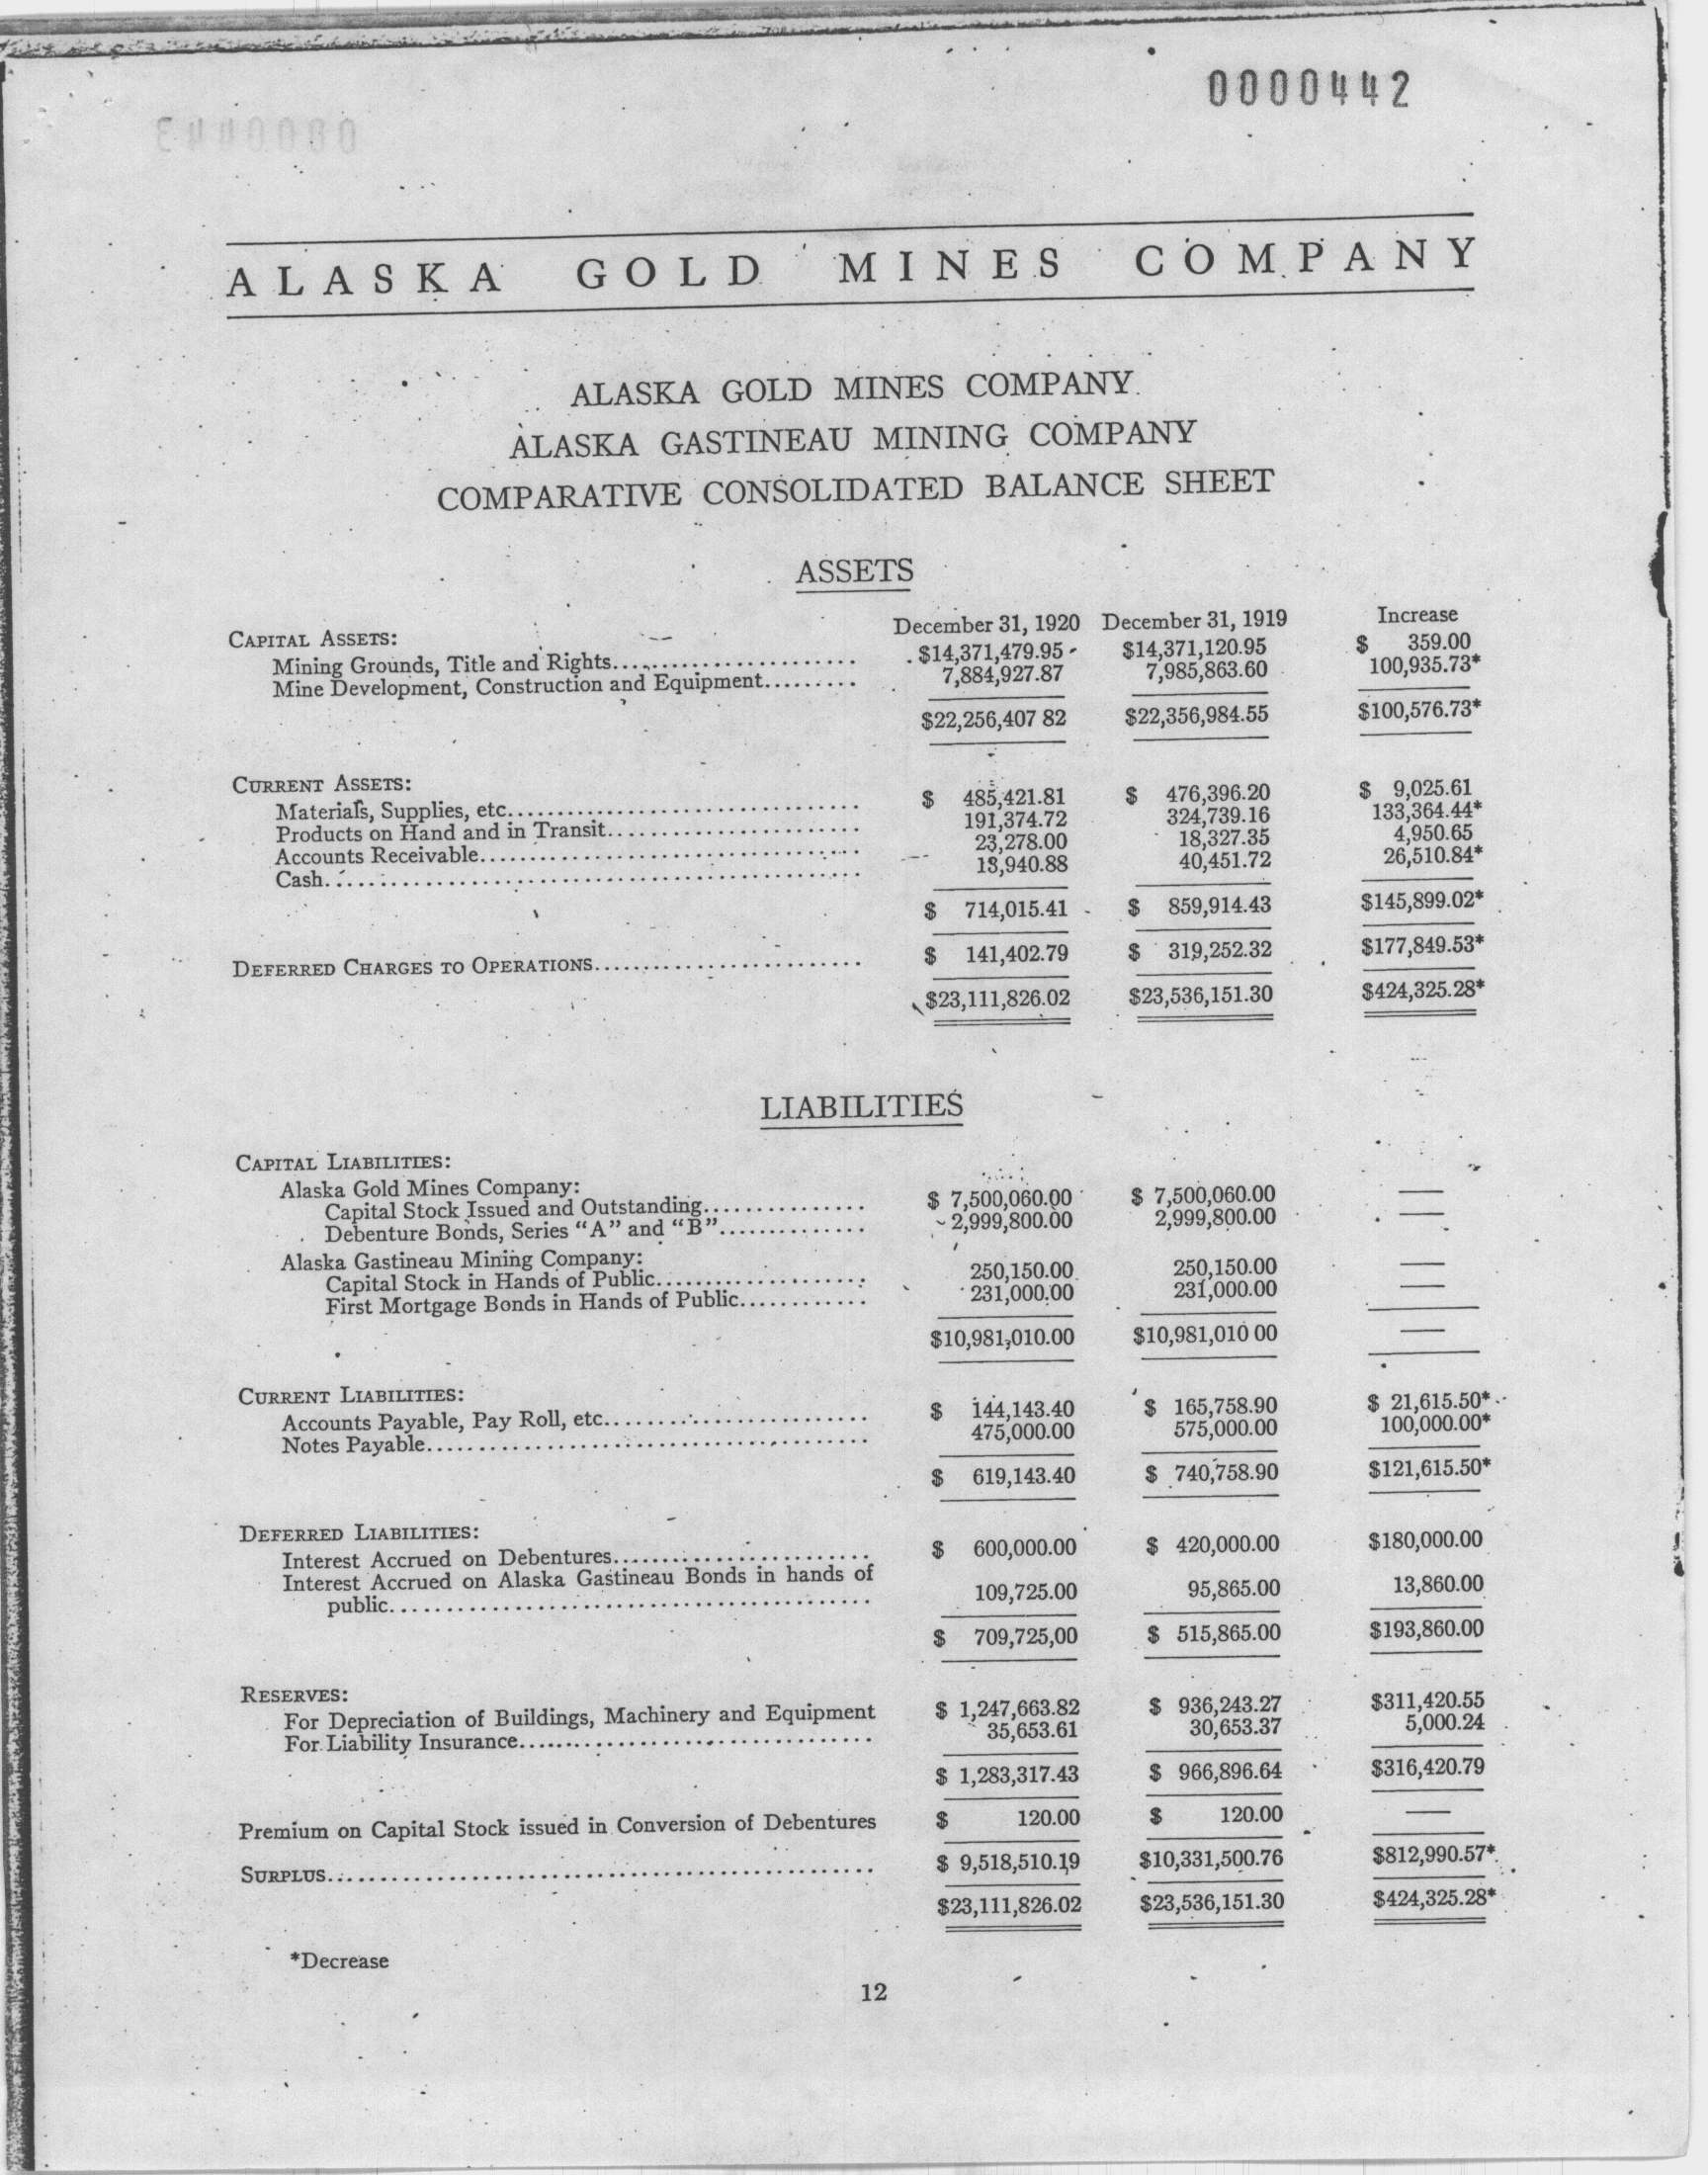 0000442
ALASKA GOLD MINES COMPANY
ALASKA GOLD MINES COMPANY
ALASKA GASTINEAU MINING COMPANY
COMPARATIVE CONSOLIDATED BALANCE SHEET
ASSETS
December 31, 1920 December 31, 1919 Increase
CAPITAL ASSETS:
Mining Grounds, Title and Rights $14,371,479.95 $14,371,120.95 $ 359.00
Mine Development, Construction and Equipment 7,884,927.87 7,985,863.60 100,935.73*
$22,256,407 82 $22,356,984.55 $100,576.73*
CURRENT ASSETS:
Materials, Supplies, etc. $ 485,421.81 $ 476,396.20 $ 9,025.61
Products on Hand and in Transit 191,374.72 324,739.16 133,364.44*
Accounts Receivable 23,278.00 18,327.35 4,950.65
Cash 13,940.88 40,451.72 26,510.84*
$ 714,015.41 $ 859,914.43 $145,899.02*
DEFERRED CHARGES TO OPERATIONS $ 141,402.79 $ 319,252.32 $177,849.53*
$23,111,826.02 $23,536,151.30 $424,325.28*
LIABILITIES
CAPITAL LIABILITIES:
Alaska Gold Mines Company:
Capital Stock Issued and Outstanding $ 7,500,060.00 $ 7,500,060.00 —
Debenture Bonds, Series “A” and “B” 2,999,800.00 2,999,800.00 —
Alaska Gastineau Mining Company:
Capital Stock in Hands of Public 250,150.00 250,150.00 —
First Mortgage Bonds in Hands of Public 231,000.00 231,000.00 —
$10,981,010.00 $10,981,010 00 —
CURRENT LIABILITIES:
Accounts Payable, Pay Roll, etc. $ 144,143.40 $ 165,758.90 $ 21,615.50*
Notes Payable 475,000.00 575,000.00 100,000.00*
$ 619,143.40 $ 740,758.90 $121,615.50*
DEFERRED LIABILITIES:
Interest Accrued on Debentures $ 600,000.00 $ 420,000.00 $180,000.00
Interest Accrued on Alaska Gastineau Bonds in hands of
public 109,725.00 95,865.00 13,860.00
$ 709,725,00 $ 515,865.00 $193,860.00
RESERVES:
For Depreciation of Buildings, Machinery and Equipment $ 1,247,663.82 $ 936,243.27 $311,420.55
For Liability Insurance 35,653.61 30,653.37 5,000.24
$ 1,283,317.43 $ 966,896.64 $316,420.79
Premium on Capital Stock issued in Conversion of Debentures $ 120.00 $ 120.00 —
SURPLUS $ 9,518,510.19 $10,331,500.76 $812,990.57*
$23,111,826.02 $23,536,151.30 $424,325.28*
*Decrease
12